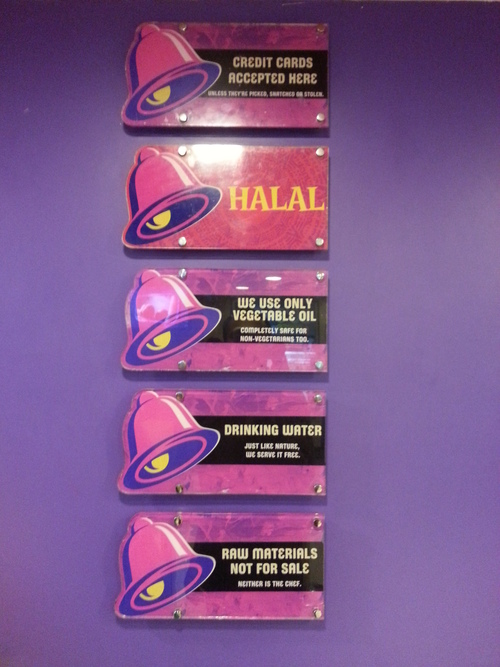 CREDIT CARDS
ACCEPTED HERE
UNLESS THEY'RE PICKED, SNATCHED OR STOLEN.
HALAL
WE USE ONLY
VEGETABLE OIL
COMPLETELY SAFE FOR
NON-VEGETARIANS TOO.
DRINKING WATER
JUST LIKE NATURE,
WE SERVE IT FREE.
RAW MATERIALS
NOT FOR SALE
NEITHER IS THE CHEF.